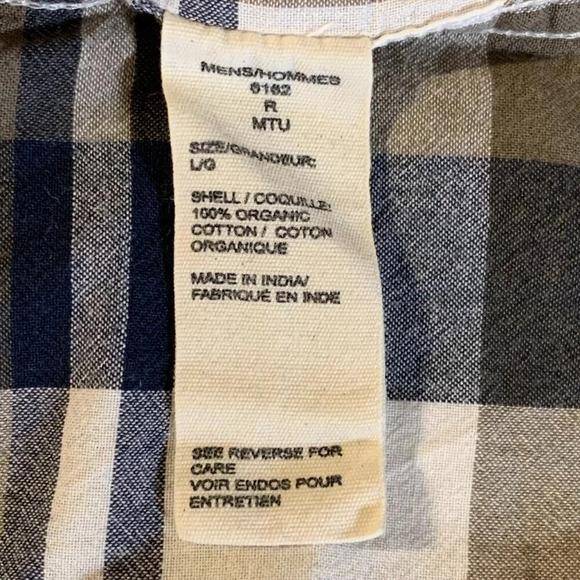 MENS/HOMMES
6162
R
MTU
SIZE/GRANDEUR:
L/G
SHELL / COQUILLE:
100% ORGANIC
COTTON / COTON
ORGANIQUE
MADE IN INDIA/
FABRIQUÉ EN INDE
SEE REVERSE FOR
CARE
VOIR ENDOS POUR
ENTRETIEN